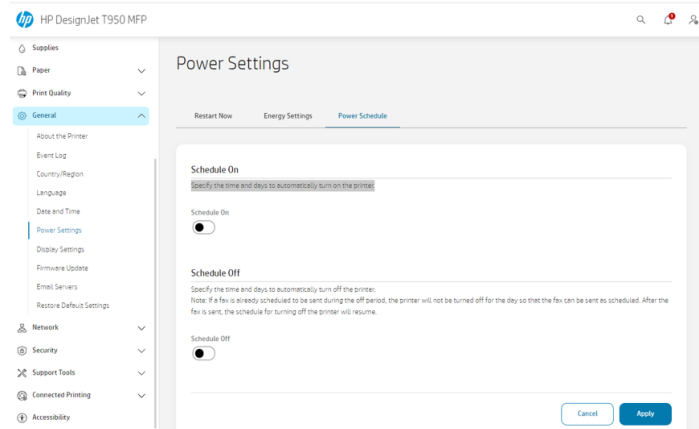 hp HP DesignJet T950 MFP
Supplies
Paper
Print Quality
General
About the Printer
Event Log
Country/Region
Language
Date and Time
Power Settings
Display Settings
Firmware Update
Email Servers
Restore Default Settings
Network
Security
Support Tools
Connected Printing
Accessibility
Power Settings
Restart Now Energy Settings Power Schedule
Schedule On
Specify the time and days to automatically turn on the printer.
Schedule On
Schedule Off
Specify the time and days to automatically turn off the printer.
Note: If a fax is already scheduled to be sent during the off period, the printer will not be turned off for the day so that the fax can be sent as scheduled. After the
fax is sent, the schedule for turning off the printer will resume.
Schedule Off
Cancel Apply